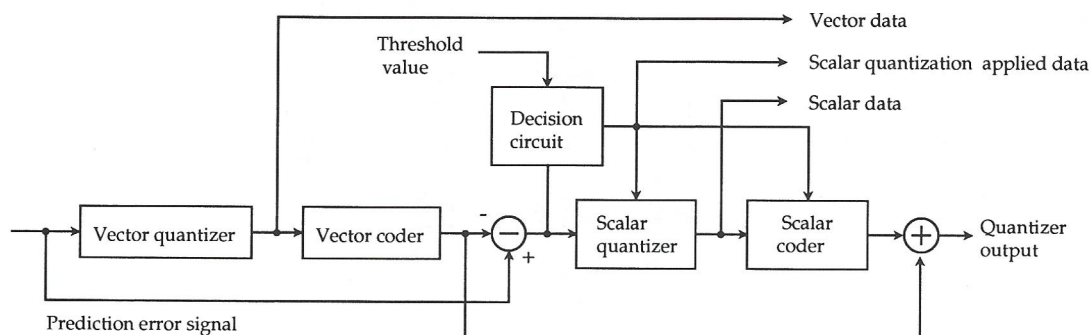 Vector data
Threshold
value
Scalar quantization applied data
Scalar data
Decision
circuit
Vector quantizer
Vector coder
-
+
Scalar
quantizer
Scalar
coder
Quantizer
output
Prediction error signal